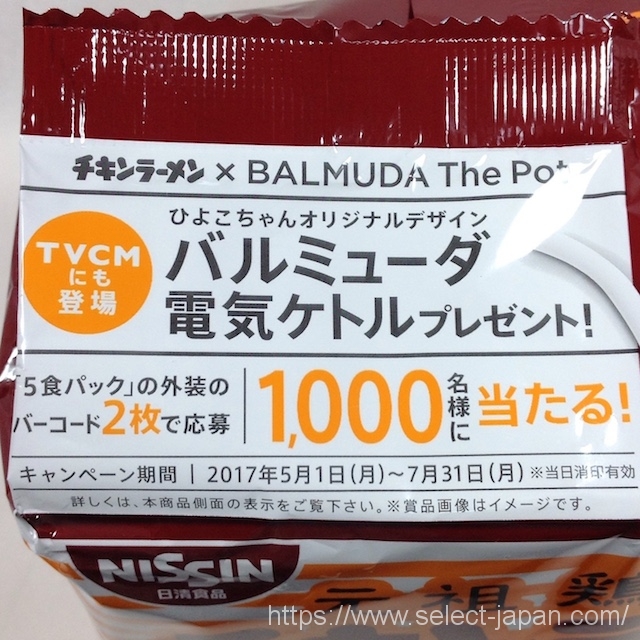 チキンラーメン × BALMUDA The Pot
ひよこちゃんオリジナルデザイン
TVCM
にも
登場
バルミューダ
電気ケトルプレゼント!
「5食パック」の外装の
バーコード2枚で応募
1,000名様に当たる!
キャンペーン期間 | 2017年5月1日(月)~7月31日(月) ※当日消印有効
詳しくは、本商品側面の表示をご覧下さい。※賞品画像はイメージです。
NISSIN
日清食品
元祖鶏
https://www.select-japan.com/